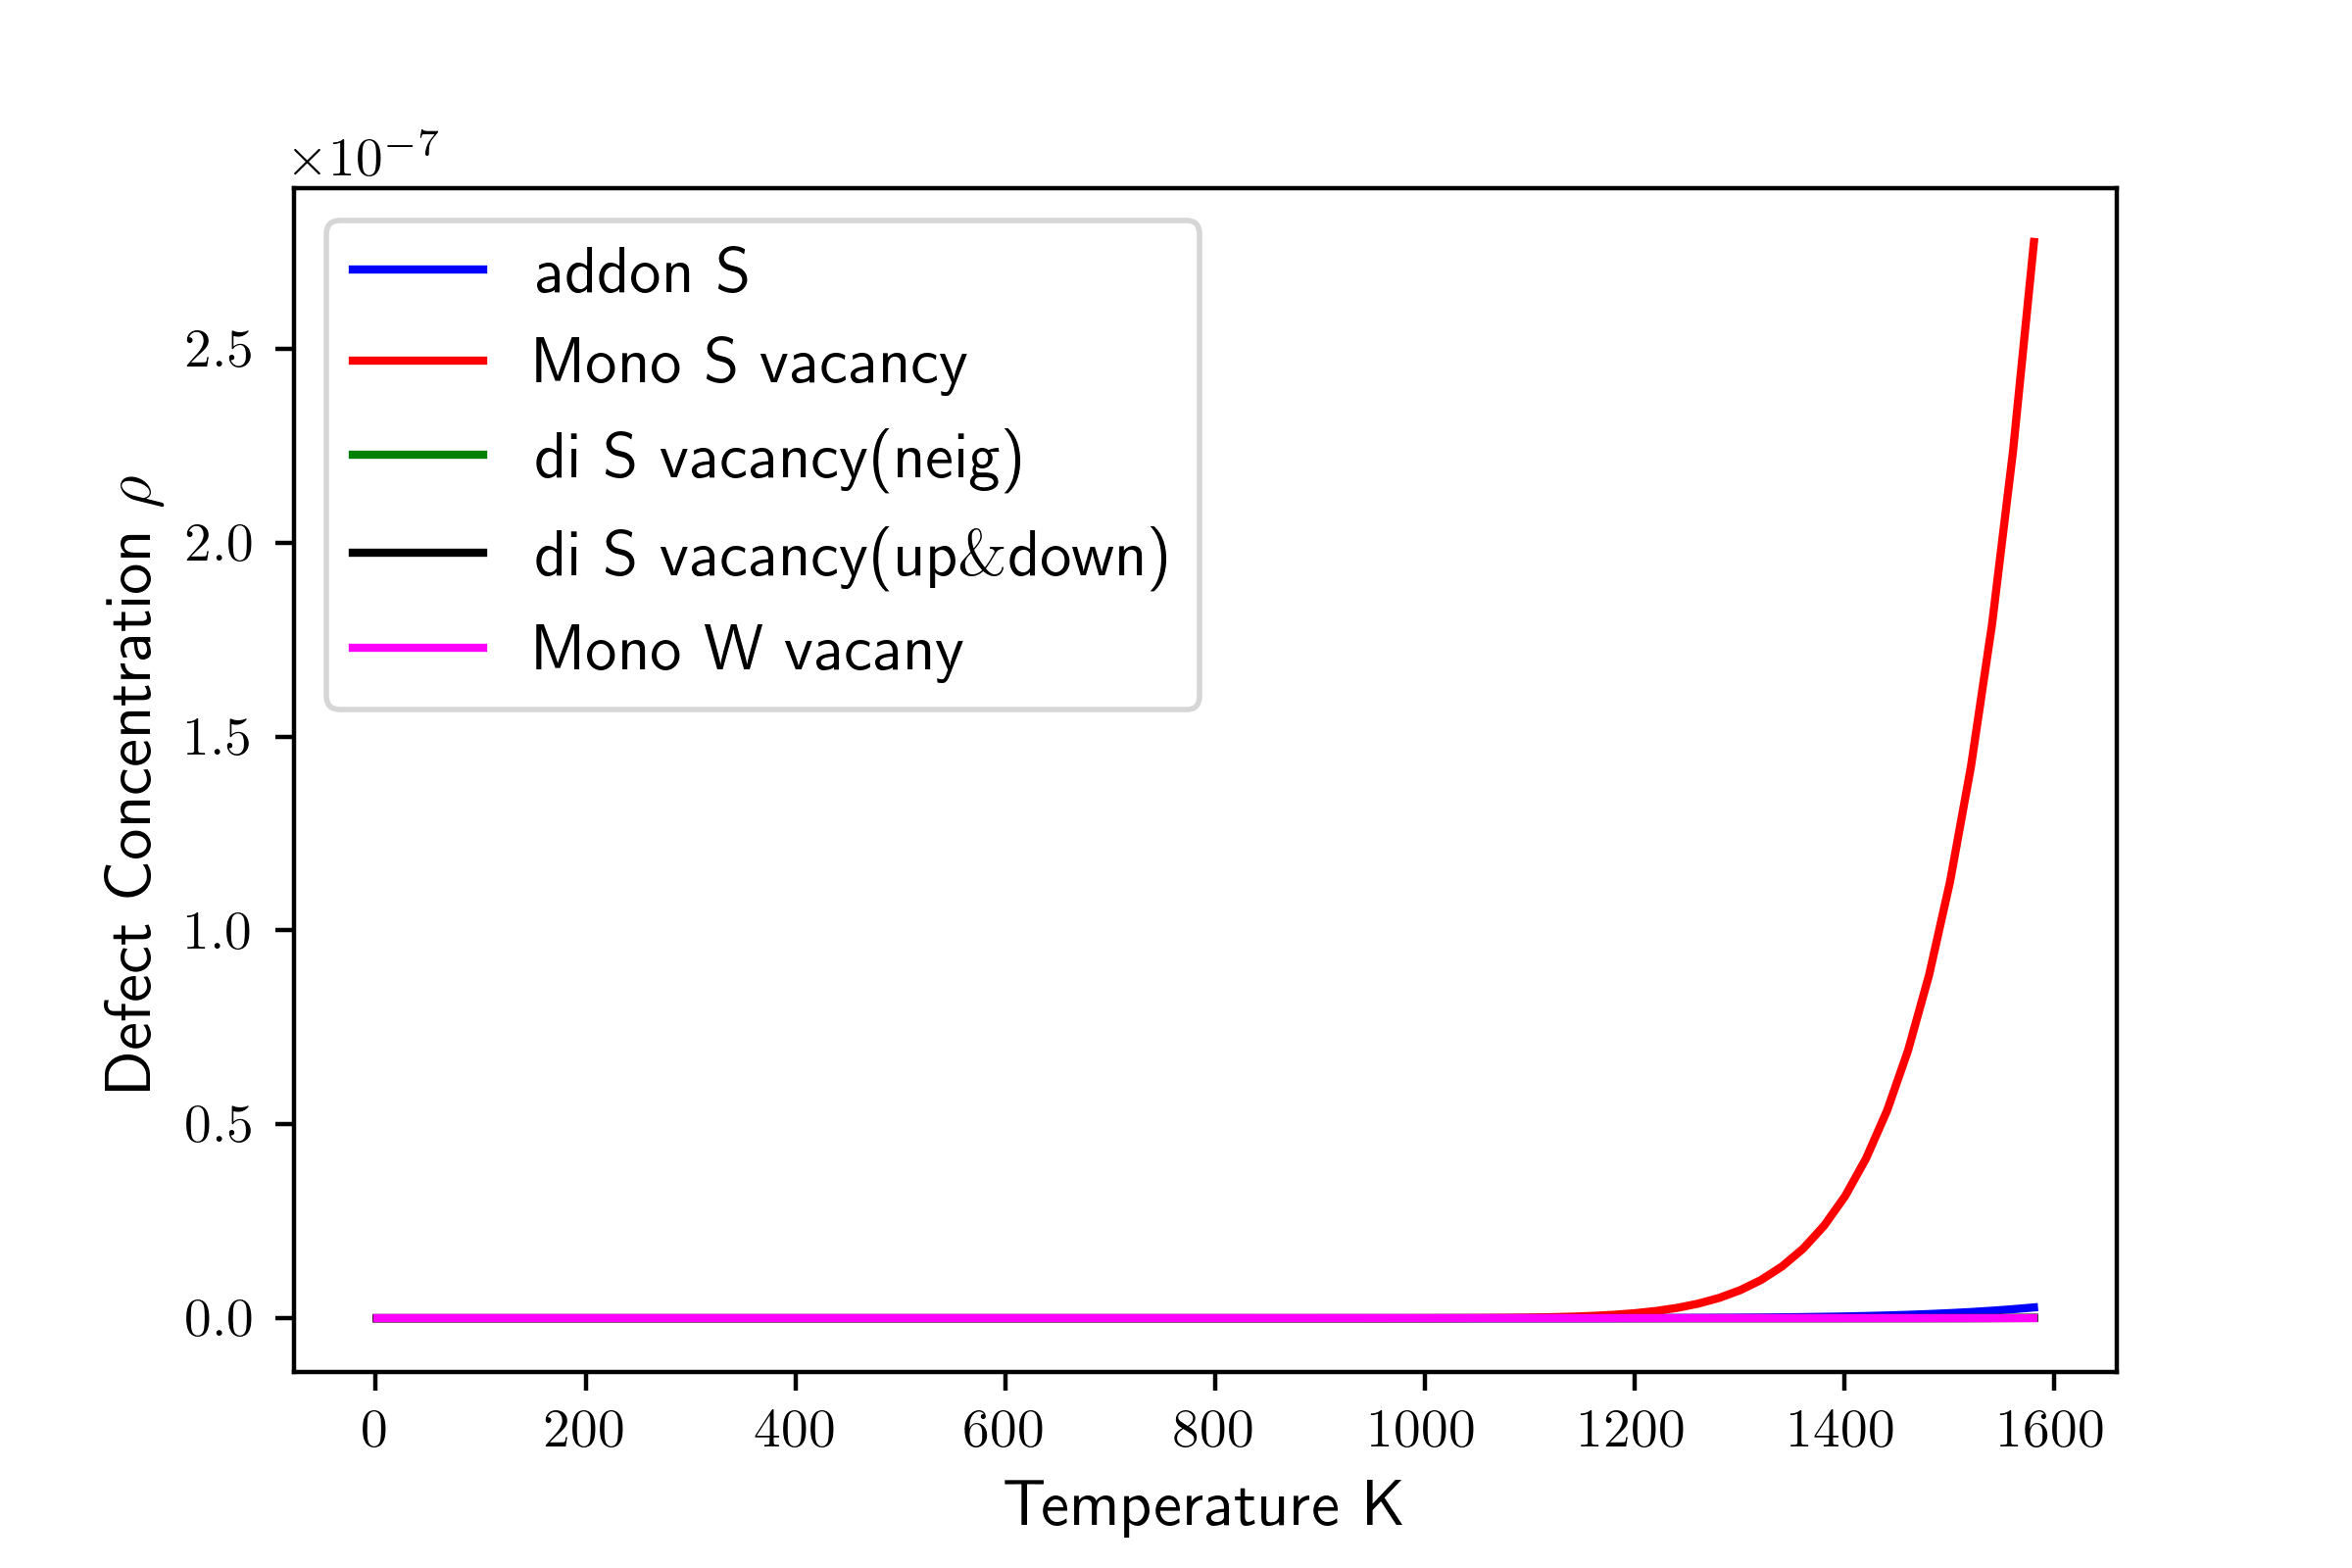 ×10⁻⁷
addon S
Mono S vacancy
di S vacancy(neig)
di S vacancy(up&down)
Mono W vacany
2.5
2.0
1.5
1.0
0.5
0.0
Defect Concentration ρ
0 200 400 600 800 1000 1200 1400 1600
Temperature K